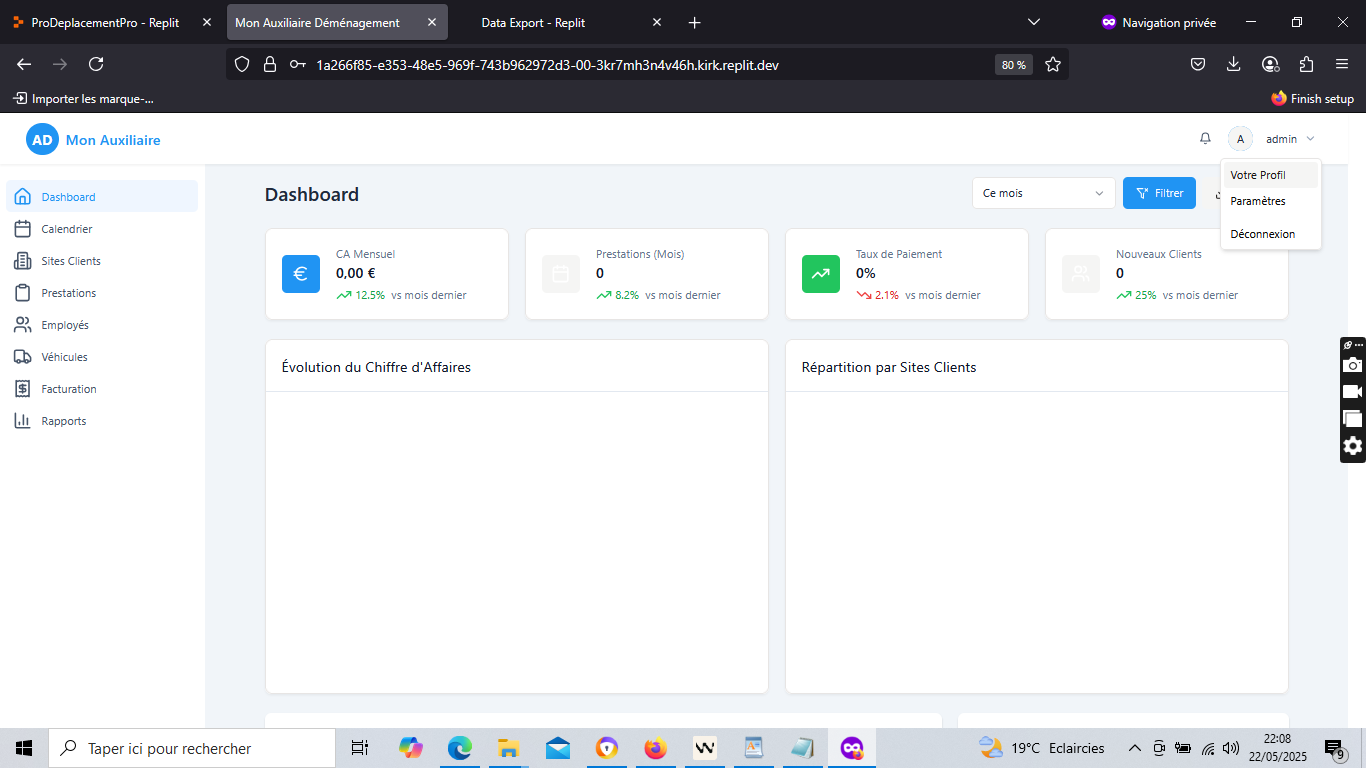 ProDeplacementPro - Replit
Mon Auxiliaire Déménagement
Data Export - Replit
Navigation privée
1a266f85-e353-48e5-969f-743b962972d3-00-3kr7mh3n4v46h.kirk.replit.dev
80 %
Importer les marque-...
Finish setup
AD Mon Auxiliaire
A admin
Votre Profil
Paramètres
Déconnexion
Dashboard
Calendrier
Sites Clients
Prestations
Employés
Véhicules
Facturation
Rapports
Dashboard
Ce mois
Filtrer
CA Mensuel
0,00 €
12.5% vs mois dernier
Prestations (Mois)
0
8.2% vs mois dernier
Taux de Paiement
0%
2.1% vs mois dernier
Nouveaux Clients
0
25% vs mois dernier
Évolution du Chiffre d'Affaires
Répartition par Sites Clients
Taper ici pour rechercher
19°C Eclaircies
22:08
22/05/2025
9